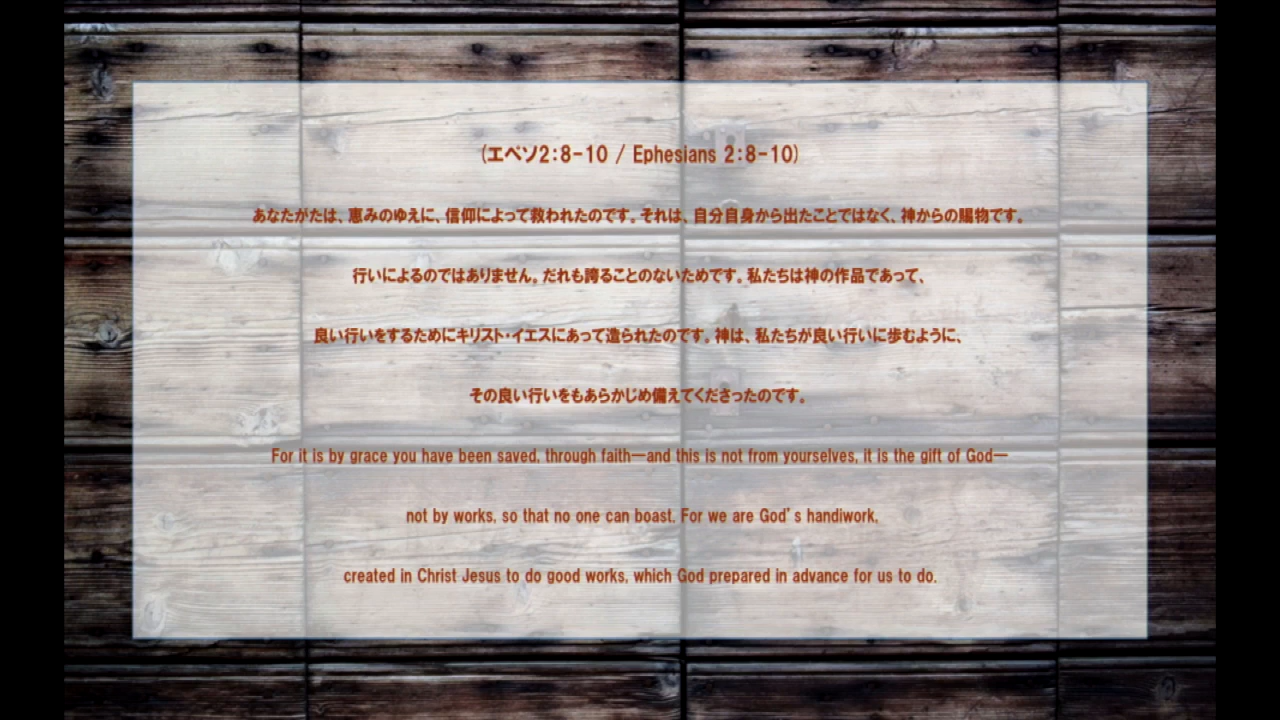 (エペソ2:8-10 / Ephesians 2:8-10)
あなたがたは、恵みのゆえに、信仰によって救われたのです。それは、自分自身から出たことではなく、神からの賜物です。
行いによるのではありません。だれも誇ることのないためです。私たちは神の作品であって、
良い行いをするためにキリスト・イエスにあって造られたのです。神は、私たちが良い行いに歩むように、
その良い行いをもあらかじめ備えてくださったのです。
For it is by grace you have been saved, through faith—and this is not from yourselves, it is the gift of God—
not by works, so that no one can boast. For we are God’s handiwork,
created in Christ Jesus to do good works, which God prepared in advance for us to do.